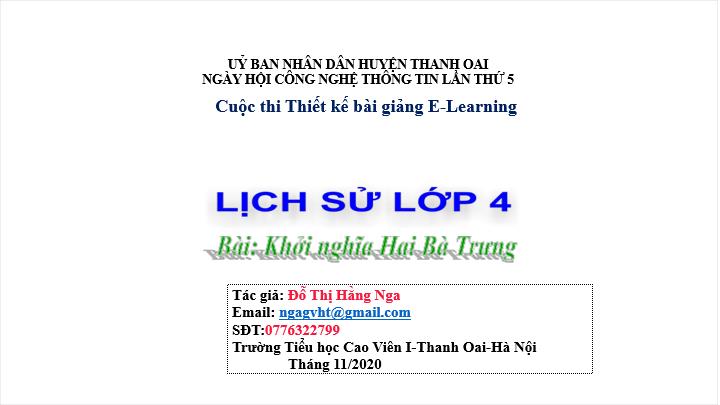 UỶ BAN NHÂN DÂN HUYỆN THANH OAI
NGÀY HỘI CÔNG NGHỆ THÔNG TIN LẦN THỨ 5
Cuộc thi Thiết kế bài giảng E-Learning
LỊCH SỬ LỚP 4
Bài: Khởi nghĩa Hai Bà Trưng
Tác giả: Đỗ Thị Hằng Nga
Email: ngagvht@gmail.com
SĐT:0776322799
Trường Tiểu học Cao Viên I-Thanh Oai-Hà Nội
Tháng 11/2020